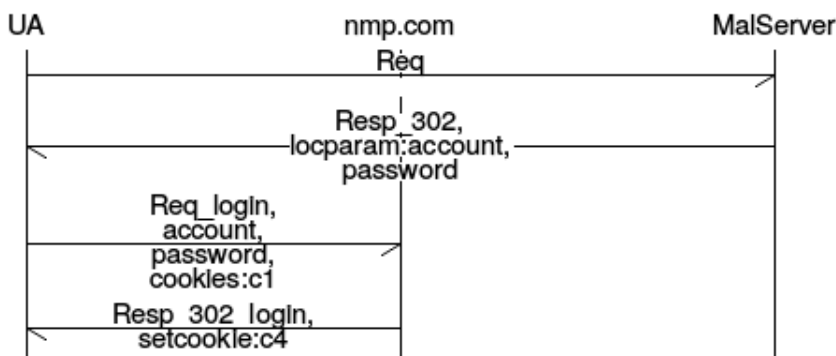 UA nmp.com MalServer
Req
Resp_302,
locparam:account,
password
Req_login,
account,
password,
cookies:c1
Resp_302_login,
setcookie:c4